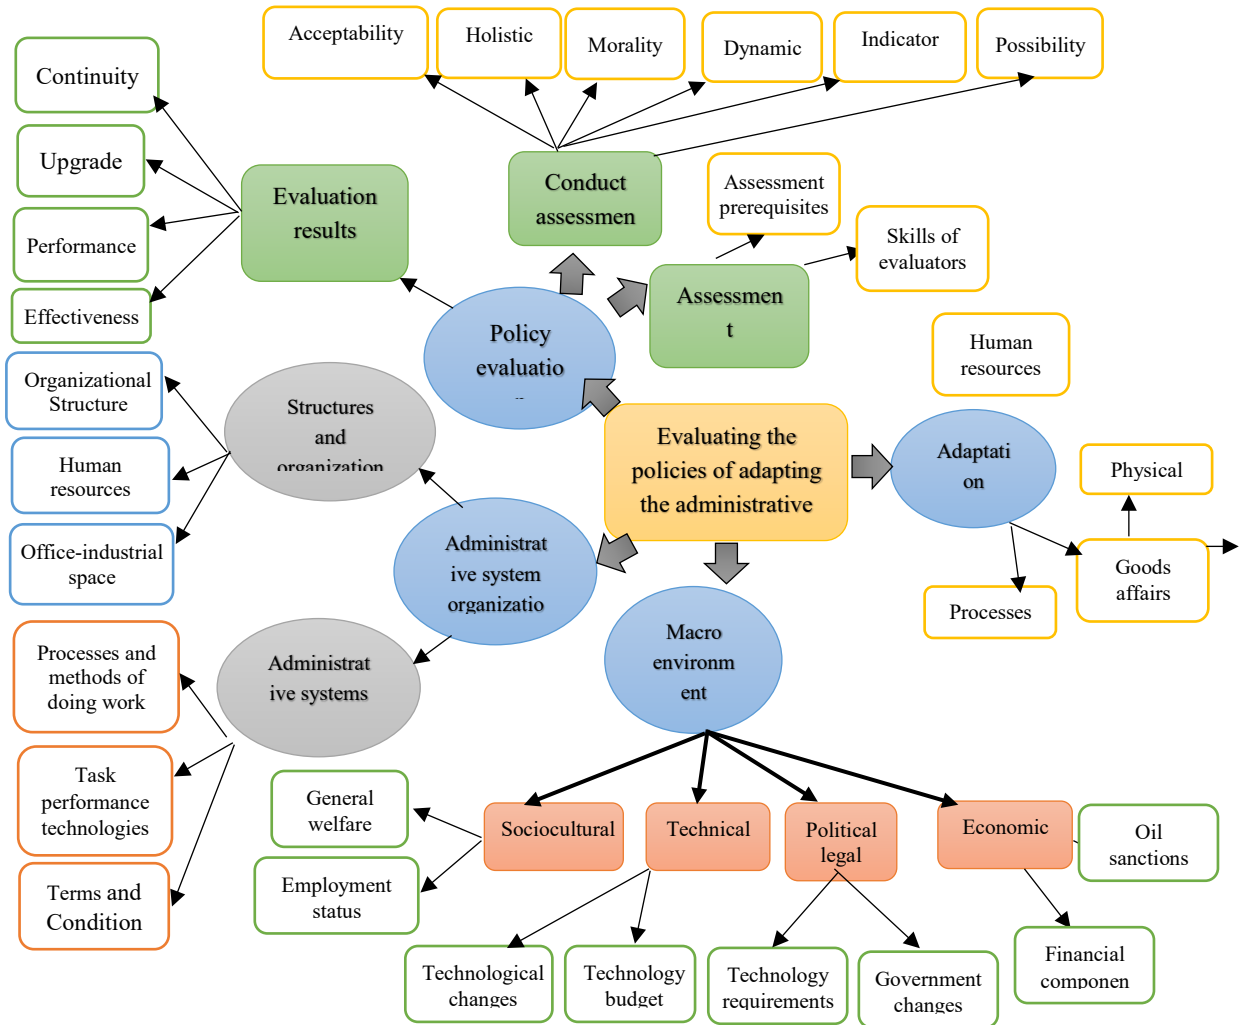 Acceptability
Holistic
Morality
Dynamic
Indicator
Possibility
Continuity
Upgrade
Performance
Effectiveness
Evaluation
results
Conduct
assessmen
Assessment
prerequisites
Skills of
evaluators
Assessmen
t
Policy
evaluatio
Human
resources
Organizational
Structure
Human
resources
Office-industrial
space
Structures
and
organization
Evaluating the
policies of adapting
the administrative
Adaptati
on
Physical
Goods
affairs
Processes
Administrat
ive system
organizatio
Macro
environm
ent
Administrat
ive systems
Processes and
methods of
doing work
Task
performance
technologies
Terms and
Condition
General
welfare
Employment
status
Sociocultural
Technical
Political
legal
Economic
Oil
sanctions
Technological
changes
Technology
budget
Technology
requirements
Government
changes
Financial
componen